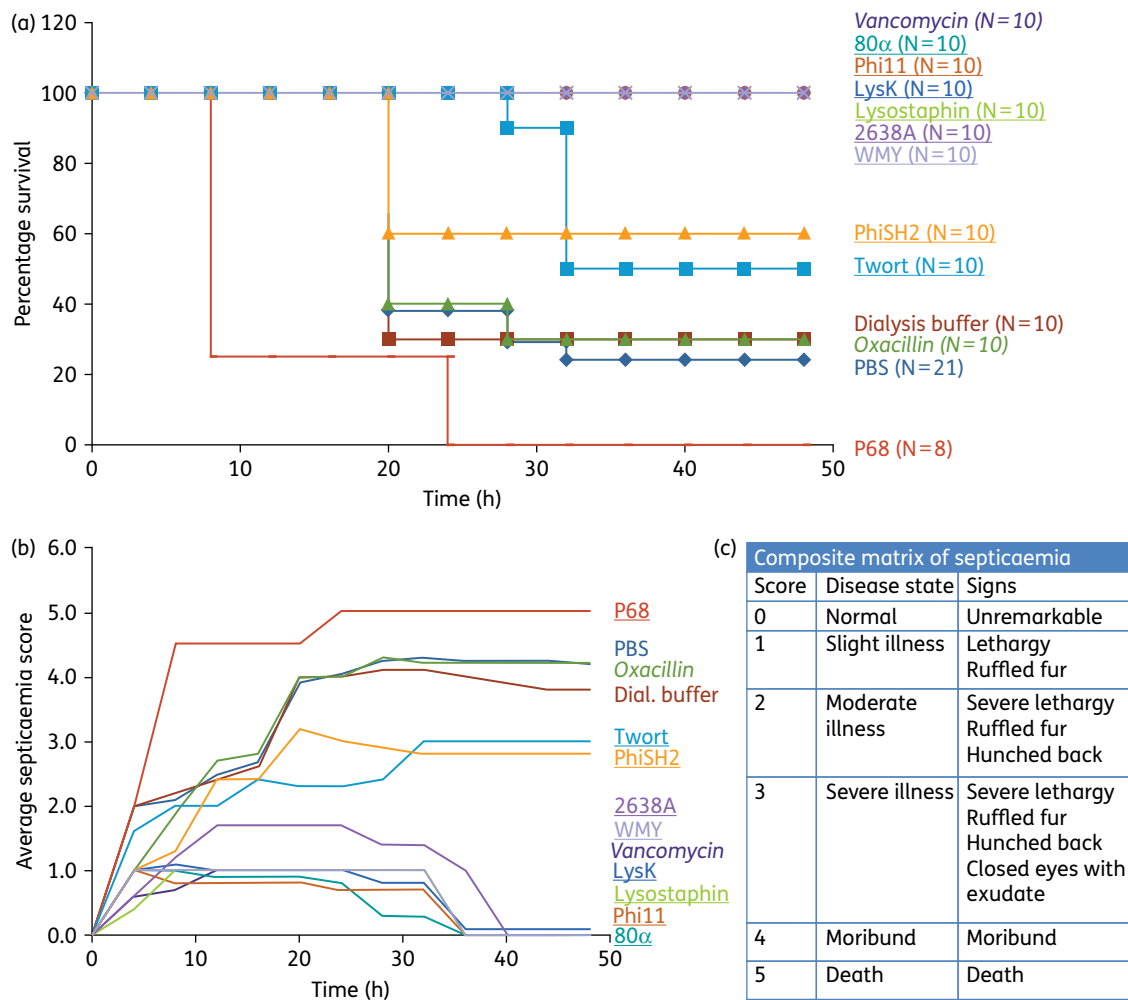 (a)
120
100
80
60
40
20
0
Percentage survival
0 10 20 30 40 50
Time (h)
Vancomycin (N=10)
80α (N=10)
Phi11 (N=10)
LysK (N=10)
Lysostaphin (N=10)
2638A (N=10)
WMY (N=10)
PhiSH2 (N=10)
Twort (N=10)
Dialysis buffer (N=10)
Oxacillin (N=10)
PBS (N=21)
P68 (N=8)
(b)
6.0
5.0
4.0
3.0
2.0
1.0
0.0
Average septicaemia score
0 10 20 30 40 50
Time (h)
P68
PBS
Oxacillin
Dial. buffer
Twort
PhiSH2
2638A
WMY
Vancomycin
LysK
Lysostaphin
Phi11
80α
(c)
Composite matrix of septicaemia
Score Disease state Signs
0 Normal Unremarkable
1 Slight illness Lethargy
Ruffled fur
2 Moderate Severe lethargy
illness Ruffled fur
Hunched back
3 Severe illness Severe lethargy
Ruffled fur
Hunched back
Closed eyes with
exudate
4 Moribund Moribund
5 Death Death